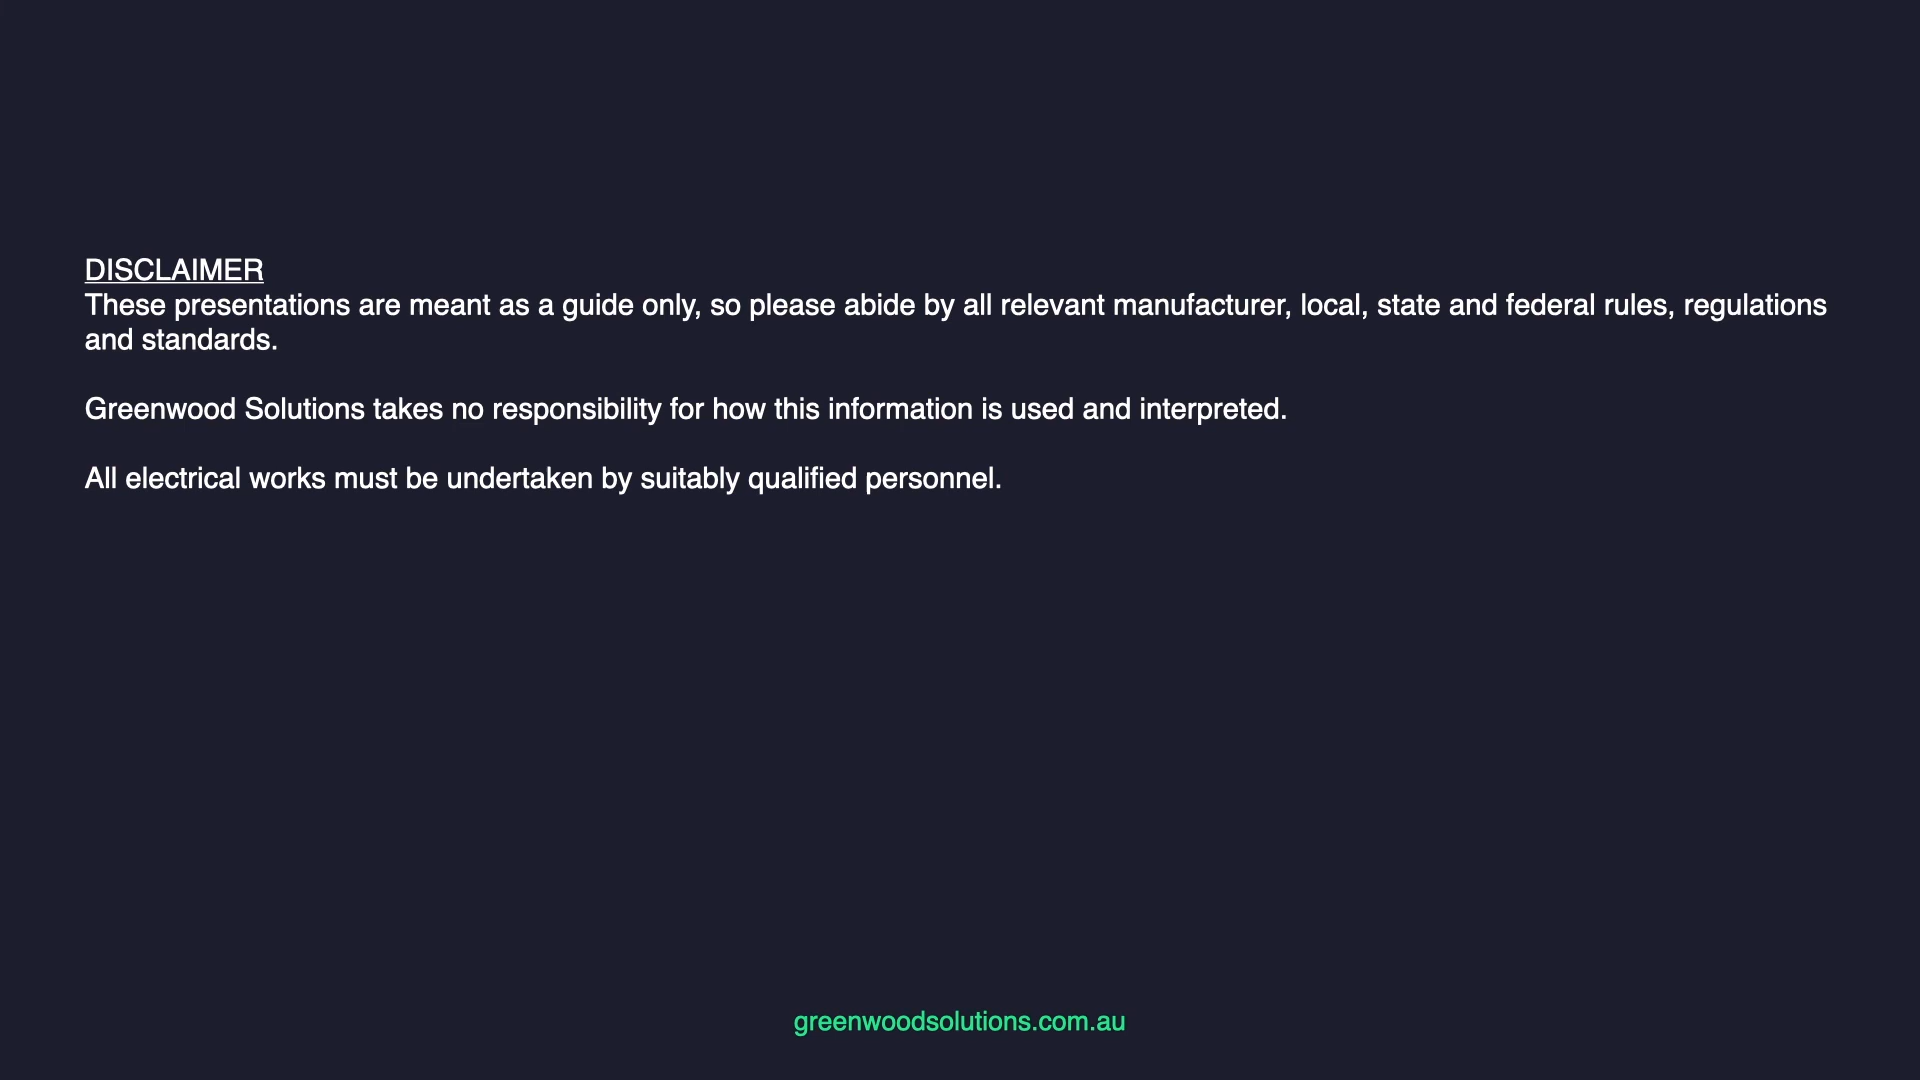 DISCLAIMER
These presentations are meant as a guide only, so please abide by all relevant manufacturer, local, state and federal rules, regulations
and standards.
Greenwood Solutions takes no responsibility for how this information is used and interpreted.
All electrical works must be undertaken by suitably qualified personnel.
greenwoodsolutions.com.au